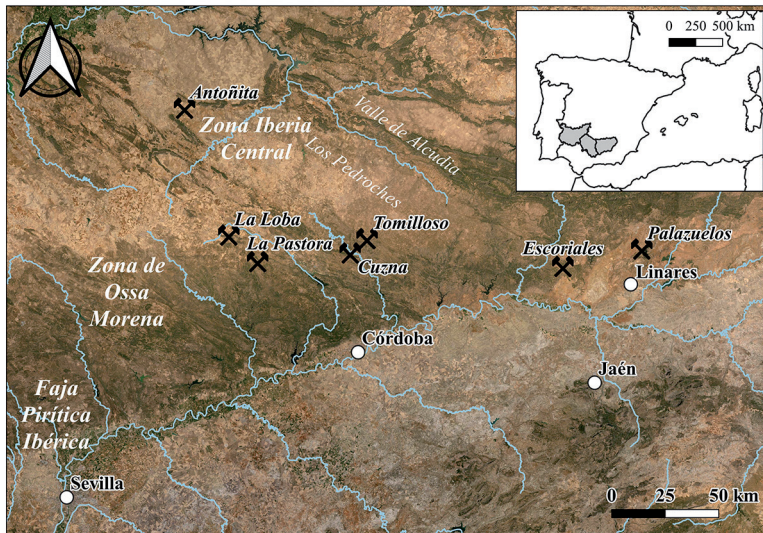 0 250 500 km
Antoñita
Zona Iberia
Central
Valle de Alcudia
Los Pedroches
La Loba
La Pastora
Tomilloso
Cuzna
Escoriales
Palazuelos
Linares
Zona de
Ossa
Morena
Córdoba
Jaén
Faja
Pirítica
Ibérica
Sevilla
0 25 50 km